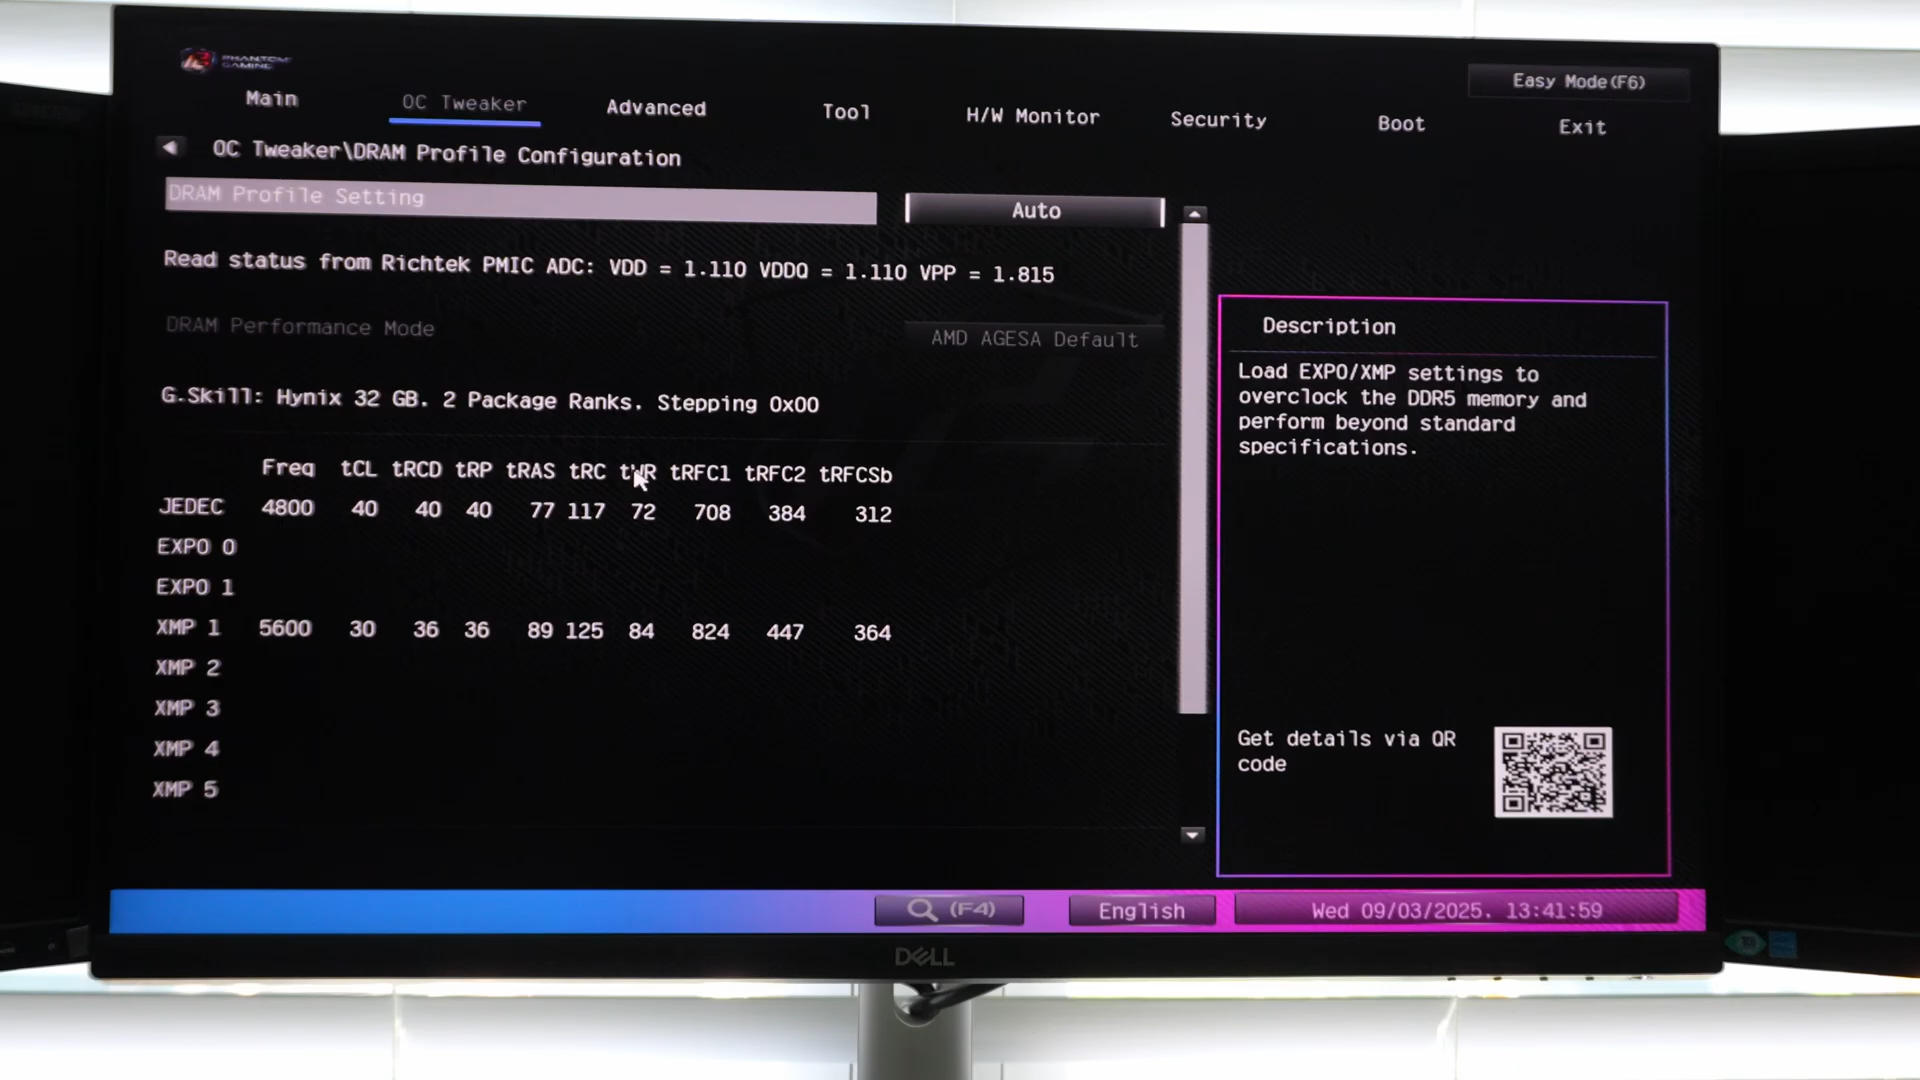 PHANTOM GAMING
Easy Mode(F6)
Main OC Tweaker Advanced Tool H/W Monitor Security Boot Exit
OC Tweaker\DRAM Profile Configuration
DRAM Profile Setting Auto
Read status from Richtek PMIC ADC: VDD = 1.110 VDDQ = 1.110 VPP = 1.815
DRAM Performance Mode AMD AGESA Default
G.Skill: Hynix 32 GB. 2 Package Ranks. Stepping 0x00
Freq tCL tRCD tRP tRAS tRC tWR tRFC1 tRFC2 tRFCSb
JEDEC 4800 40 40 40 77 117 72 708 384 312
EXPO 0
EXPO 1
XMP 1 5600 30 36 36 89 125 84 824 447 364
XMP 2
XMP 3
XMP 4
XMP 5
Description
Load EXPO/XMP settings to
overclock the DDR5 memory and
perform beyond standard
specifications.
Get details via QR
code
(F4) English Wed 09/03/2025. 13:41:59
DELL